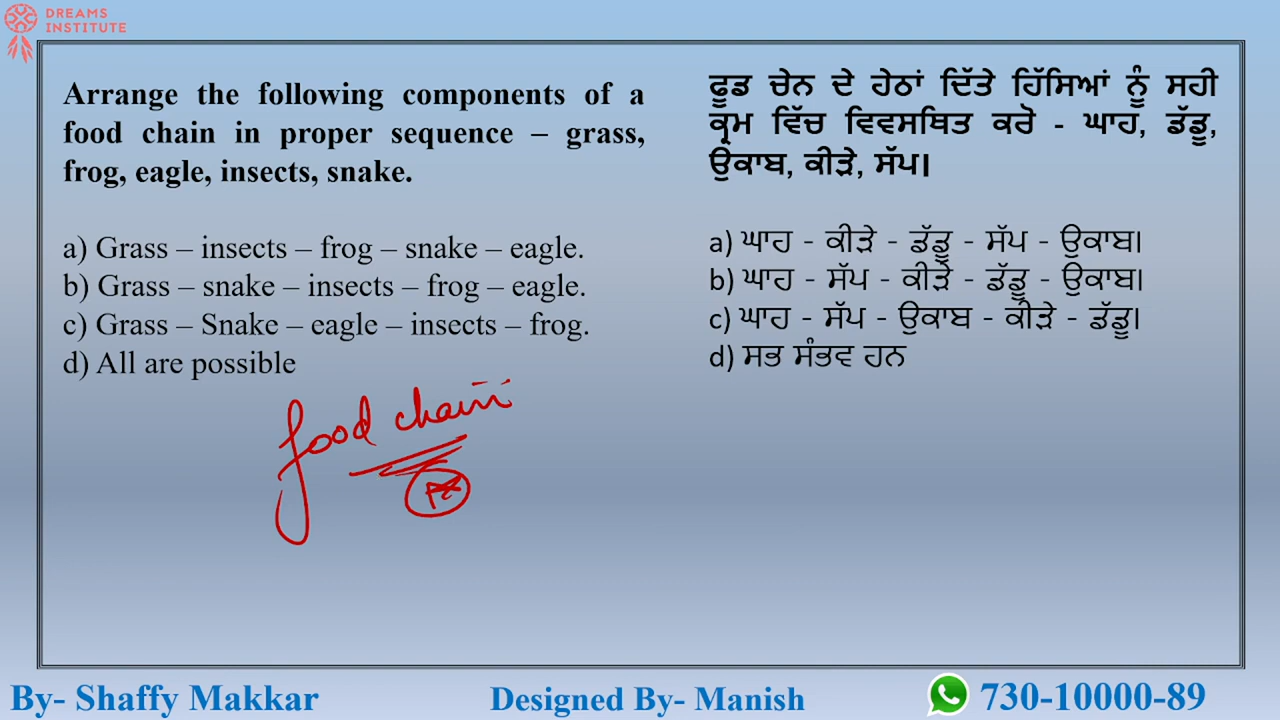 DREAMS
INSTITUTE
Arrange the following components of a
food chain in proper sequence – grass,
frog, eagle, insects, snake.
a) Grass – insects – frog – snake – eagle.
b) Grass – snake – insects – frog – eagle.
c) Grass – Snake – eagle – insects – frog.
d) All are possible
ਫੂਡ ਚੇਨ ਦੇ ਹੇਠਾਂ ਦਿੱਤੇ ਹਿੱਸਿਆਂ ਨੂੰ ਸਹੀ
ਕ੍ਰਮ ਵਿੱਚ ਵਿਵਸਥਿਤ ਕਰੋ - ਘਾਹ, ਡੱਡੂ,
ਉਕਾਬ, ਕੀੜੇ, ਸੱਪ।
a) ਘਾਹ - ਕੀੜੇ - ਡੱਡੂ - ਸੱਪ - ਉਕਾਬ।
b) ਘਾਹ - ਸੱਪ - ਕੀੜੇ - ਡੱਡੂ - ਉਕਾਬ।
c) ਘਾਹ - ਸੱਪ - ਉਕਾਬ - ਕੀੜੇ - ਡੱਡੂ।
d) ਸਭ ਸੰਭਵ ਹਨ
food chain
By- Shaffy Makkar
Designed By- Manish
730-10000-89